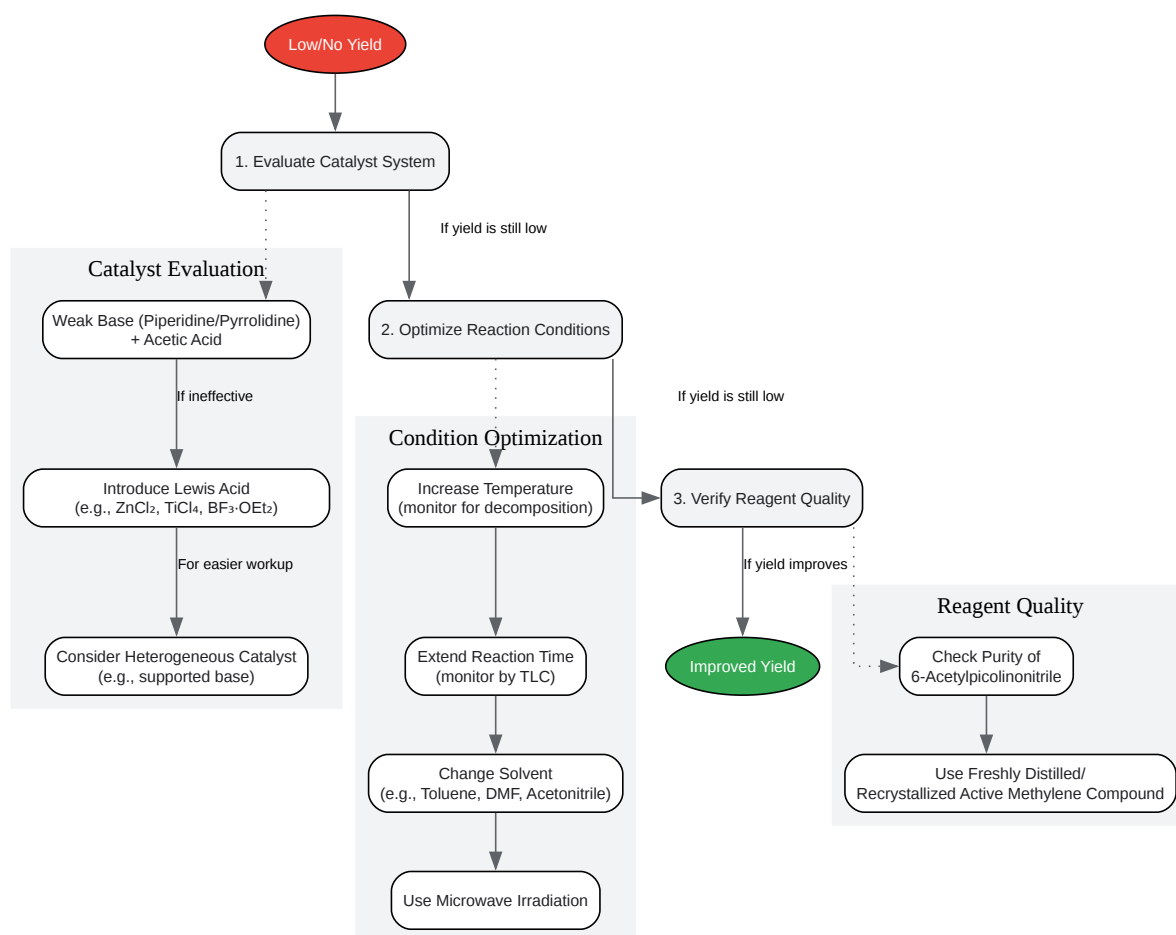 Low/No Yield
1. Evaluate Catalyst System
If yield is still low
Catalyst Evaluation
Weak Base (Piperidine/Pyrrolidine)
+ Acetic Acid
2. Optimize Reaction Conditions
If ineffective
If yield is still low
Condition Optimization
Introduce Lewis Acid
(e.g., ZnCl₂, TiCl₄, BF₃·OEt₂)
Increase Temperature
(monitor for decomposition)
3. Verify Reagent Quality
For easier workup
If yield improves
Reagent Quality
Consider Heterogeneous Catalyst
(e.g., supported base)
Extend Reaction Time
(monitor by TLC)
Improved Yield
Check Purity of
6-Acetylpicolinonitrile
Change Solvent
(e.g., Toluene, DMF, Acetonitrile)
Use Freshly Distilled/
Recrystallized Active Methylene Compound
Use Microwave Irradiation